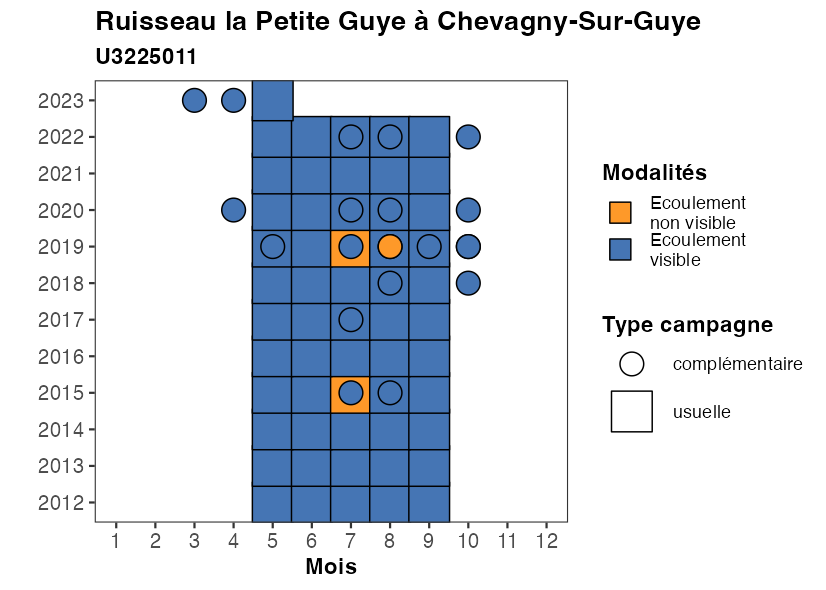 Ruisseau la Petite Guye à Chevagny-Sur-Guye
U3225011
2023
2022
2021
2020
2019
2018
2017
2016
2015
2014
2013
2012
1 2 3 4 5 6 7 8 9 10 11 12
Mois
Modalités
Ecoulement
non visible
Ecoulement
visible
Type campagne
complémentaire
usuelle